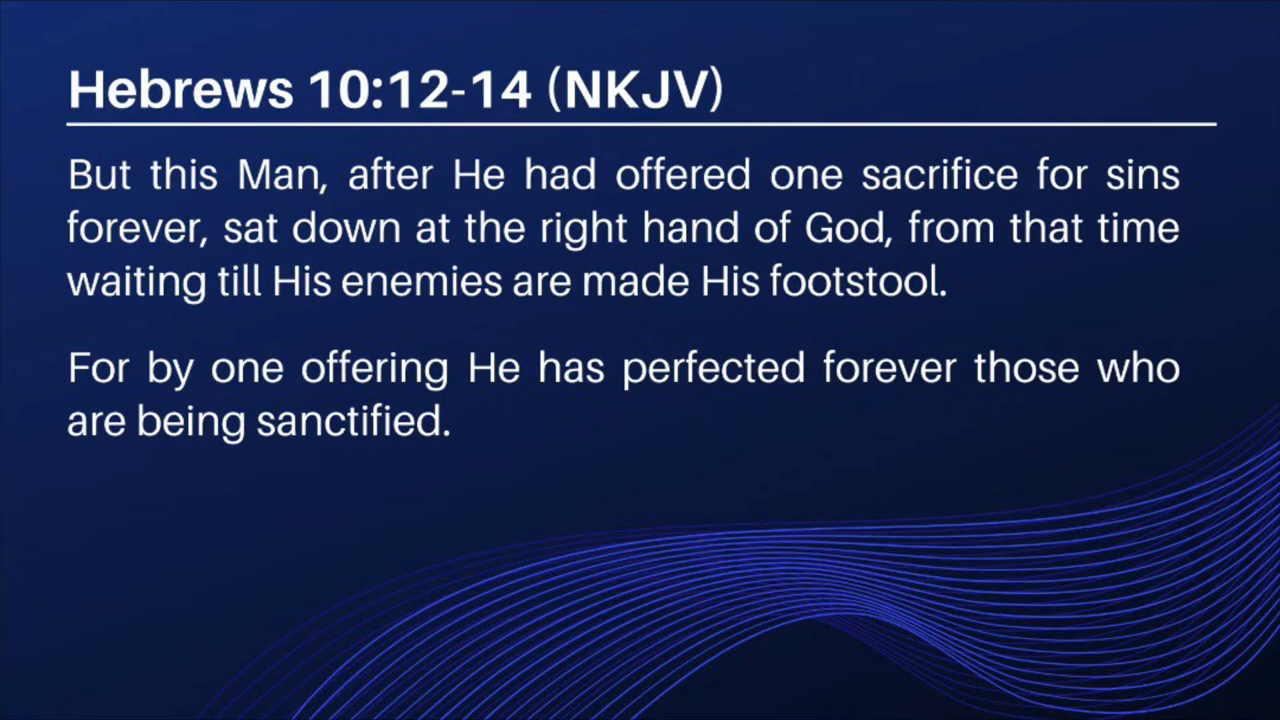 Hebrews 10:12-14 (NKJV)
But this Man, after He had offered one sacrifice for sins
forever, sat down at the right hand of God, from that time
waiting till His enemies are made His footstool.
For by one offering He has perfected forever those who
are being sanctified.